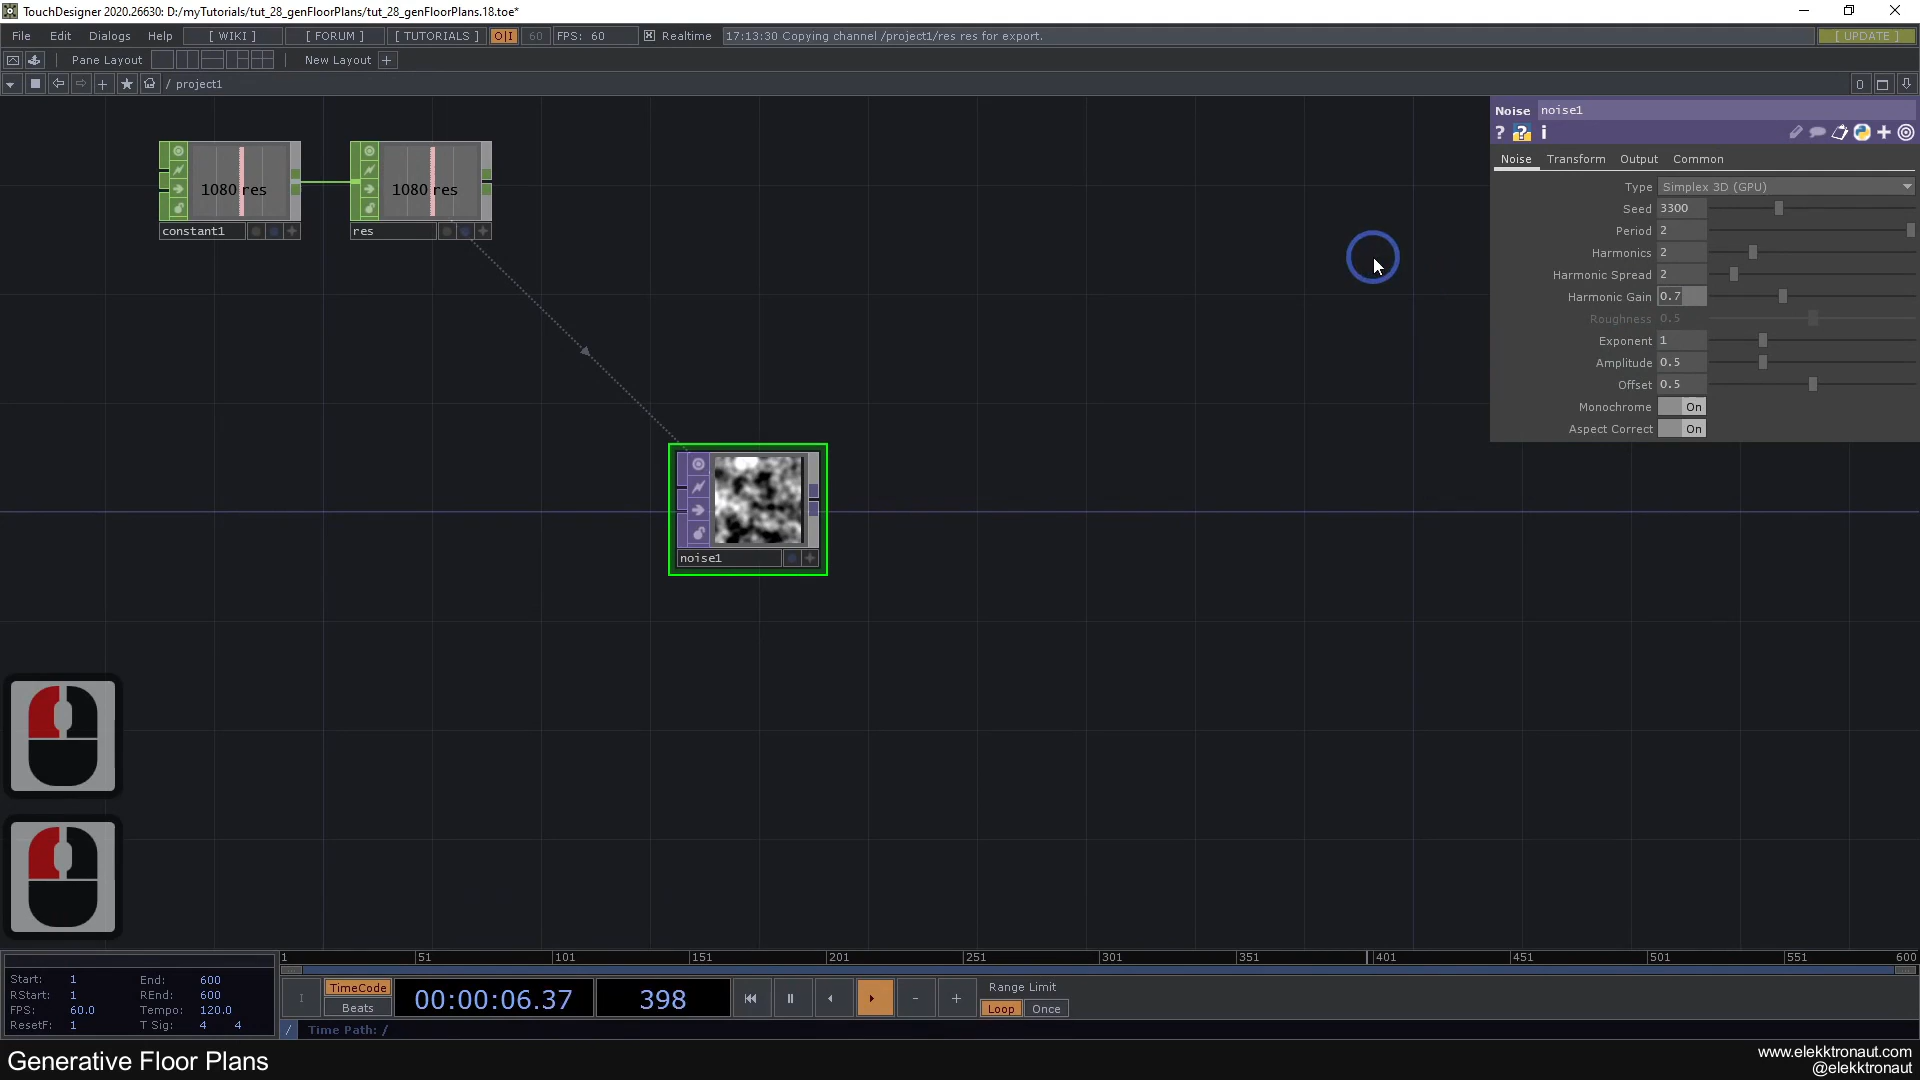 TouchDesigner 2020.26630: D:/myTutorials/tut_28_genFloorPlans/tut_28_genFloorPlans.18.toe*
File Edit Dialogs Help [ WIKI ] [ FORUM ] [ TUTORIALS ] O|I 60 FPS: 60 Realtime 17:13:30 Copying channel /project1/res res for export. [ UPDATE ]
Pane Layout New Layout +
/ project1 0
Noise noise1
? ? i
Noise Transform Output Common
Type Simplex 3D (GPU)
Seed 3300
Period 2
Harmonics 2
Harmonic Spread 2
Harmonic Gain 0.7
Roughness 0.5
Exponent 1
Amplitude 0.5
Offset 0.5
Monochrome On
Aspect Correct On
1080 res
constant1
1080 res
res
noise1
1 51 101 151 201 251 301 351 401 451 501 551 600
Start: 1 End: 600
RStart: 1 REnd: 600
FPS: 60.0 Tempo: 120.0
ResetF: 1 T Sig: 4 4
I
TimeCode
Beats
00:00:06.37
398
- +
Range Limit
Loop Once
/ Time Path: /
Generative Floor Plans
www.elekktronaut.com
@elekktronaut